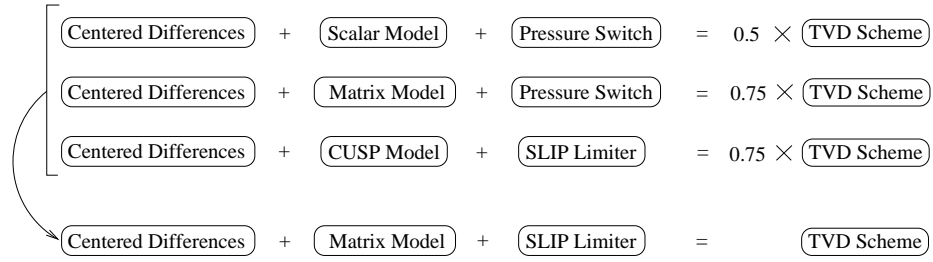 Centered Differences + Scalar Model + Pressure Switch = 0.5 × TVD Scheme
Centered Differences + Matrix Model + Pressure Switch = 0.75 × TVD Scheme
Centered Differences + CUSP Model + SLIP Limiter = 0.75 × TVD Scheme
Centered Differences + Matrix Model + SLIP Limiter = TVD Scheme